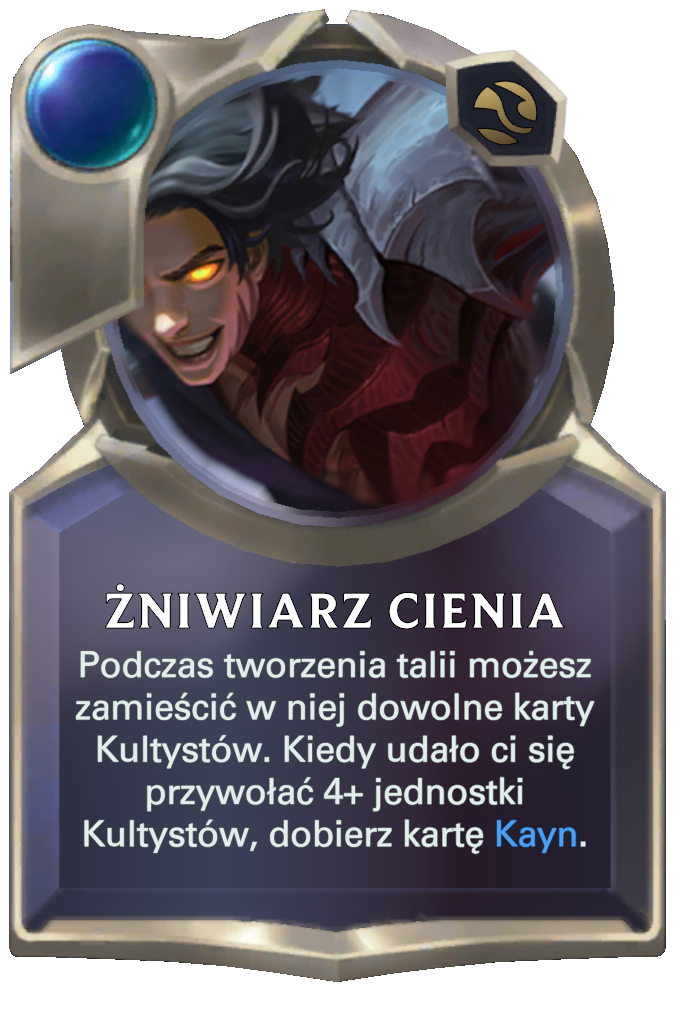 ŻNIWIARZ CIENIA
Podczas tworzenia talii możesz
zamieścić w niej dowolne karty
Kultystów. Kiedy udało ci się
przywołać 4+ jednostki
Kultystów, dobierz kartę Kayn.